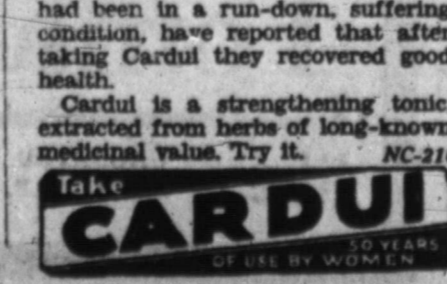 had been in a run-down, suffering
condition, have reported that after
taking Cardui they recovered good
health.
Cardui is a strengthening tonic
extracted from herbs of long-known
medicinal value. Try it. NC-21
Take
CARDUI
50 YEARS
OF USE BY WOMEN